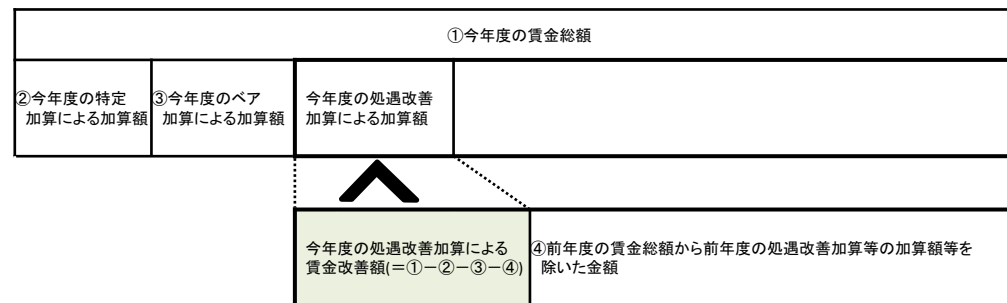 ①今年度の賃金総額
②今年度の特定
加算による加算額
③今年度のベア
加算による加算額
今年度の処遇改善
加算による加算額
今年度の処遇改善加算による
賃金改善額(＝①－②－③－④)
④前年度の賃金総額から前年度の処遇改善加算等の加算額等を
除いた金額